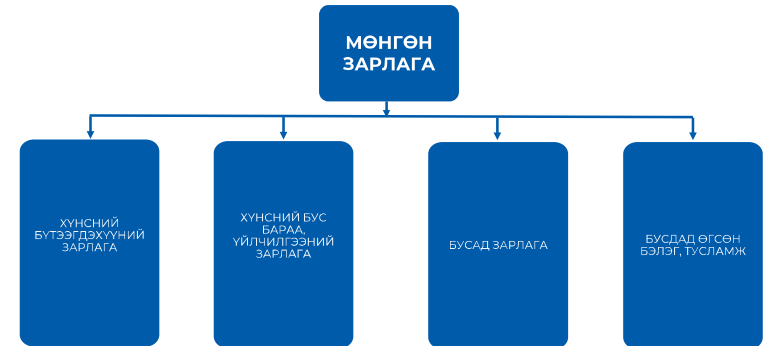 МӨНГӨН
ЗАРЛАГА
ХҮНСНИЙ
БҮТЭЭГДЭХҮҮНИЙ
ЗАРЛАГА
ХҮНСНИЙ БУС
БАРАА,
ҮЙЛЧИЛГЭЭНИЙ
ЗАРЛАГА
БУСАД ЗАРЛАГА
БУСДАД ӨГСӨН
БЭЛЭГ, ТУСЛАМЖ